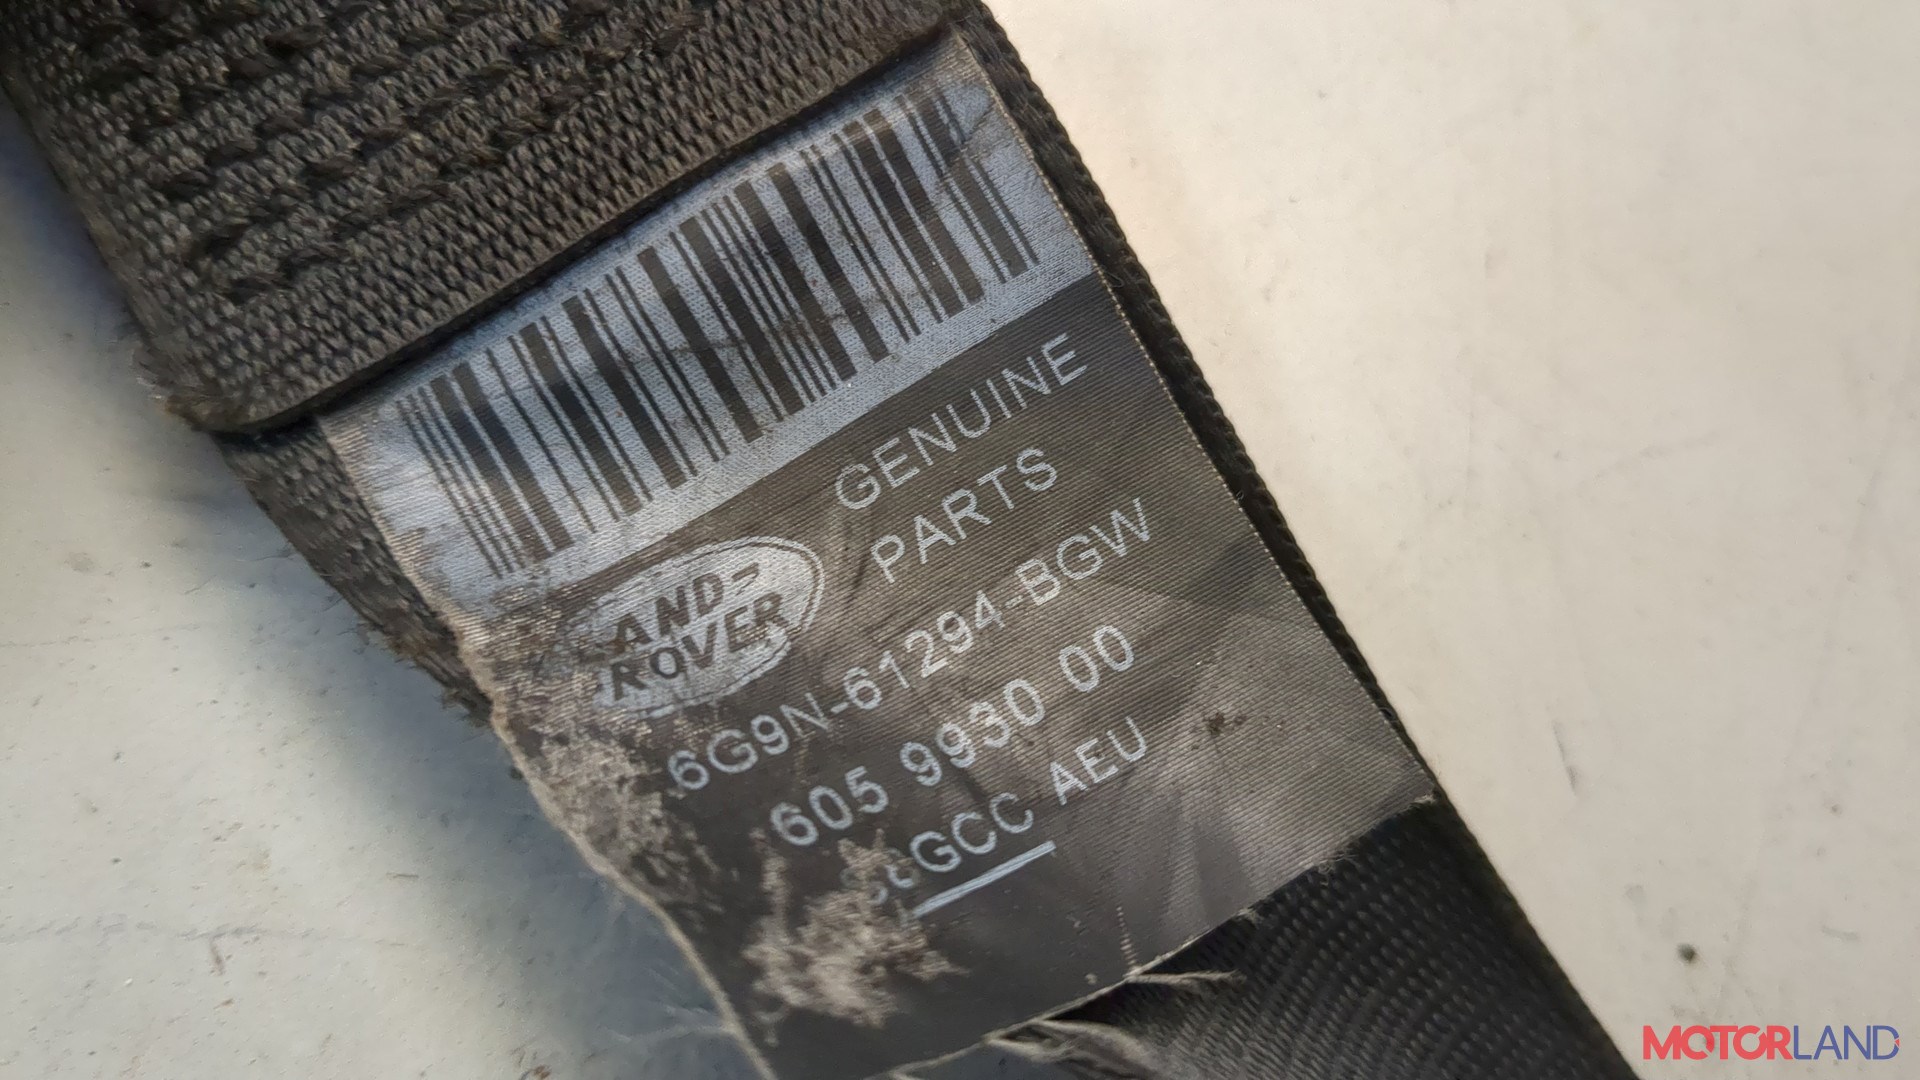 GENUINE
PARTS
LAND-
ROVER
6G9N-61294-BGW
605 9930 00
GCC AEU
MOTORLAND